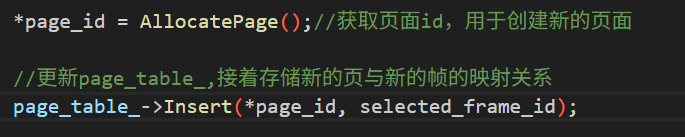 *page_id = AllocatePage();//获取页面id，用于创建新的页面
//更新page_table_,接着存储新的页与新的帧的映射关系
page_table_->Insert(*page_id, selected_frame_id);